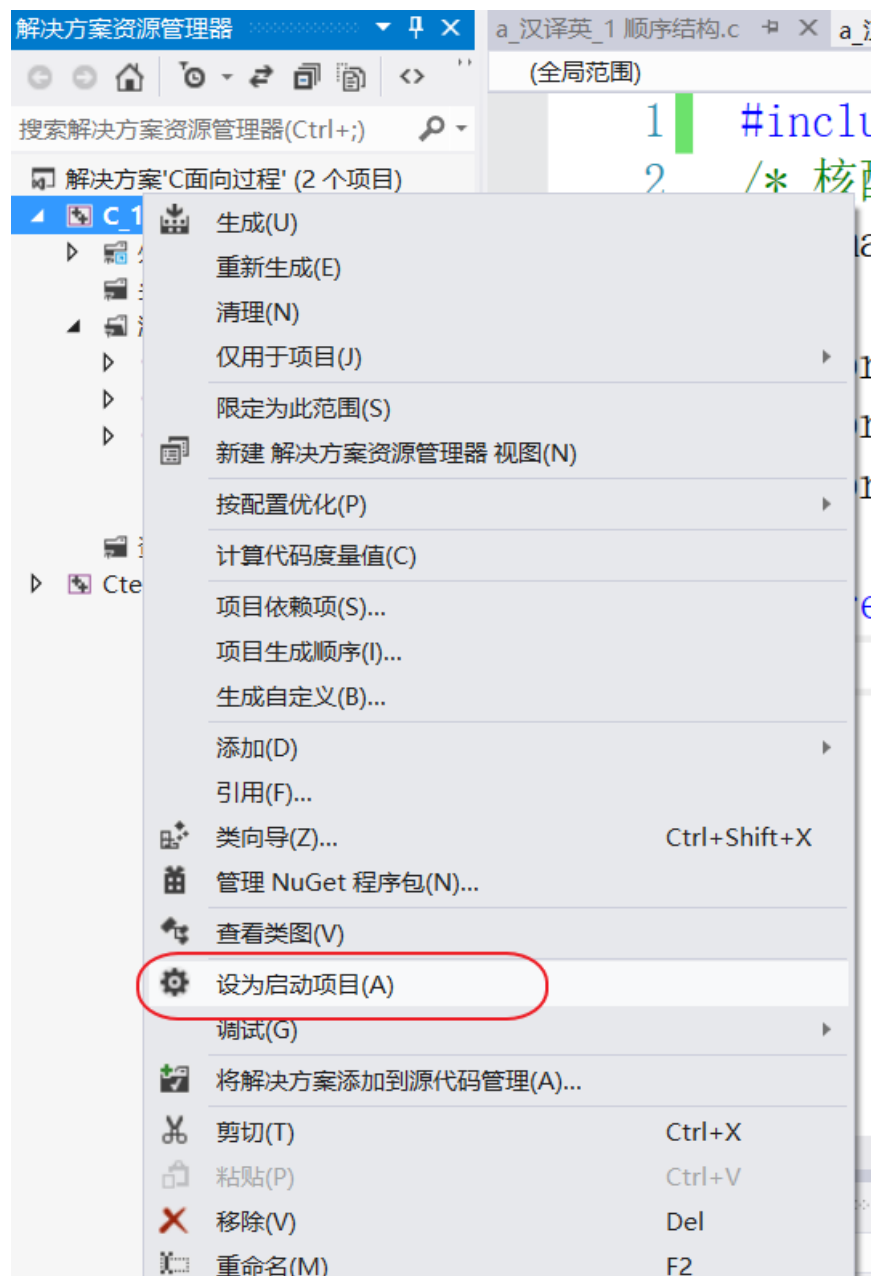 解决方案资源管理器
a_汉译英_1 顺序结构.c
(全局范围)
搜索解决方案资源管理器(Ctrl+;)
解决方案'C面向过程' (2 个项目)
1
2 /* 核
C_1
生成(U)
重新生成(E)
清理(N)
仅用于项目(J)
限定为此范围(S)
新建 解决方案资源管理器 视图(N)
按配置优化(P)
计算代码度量值(C)
Cte
项目依赖项(S)...
项目生成顺序(I)...
生成自定义(B)...
添加(D)
引用(F)...
类向导(Z)... Ctrl+Shift+X
管理 NuGet 程序包(N)...
查看类图(V)
设为启动项目(A)
调试(G)
将解决方案添加到源代码管理(A)...
剪切(T) Ctrl+X
粘贴(P) Ctrl+V
移除(V) Del
重命名(M) F2